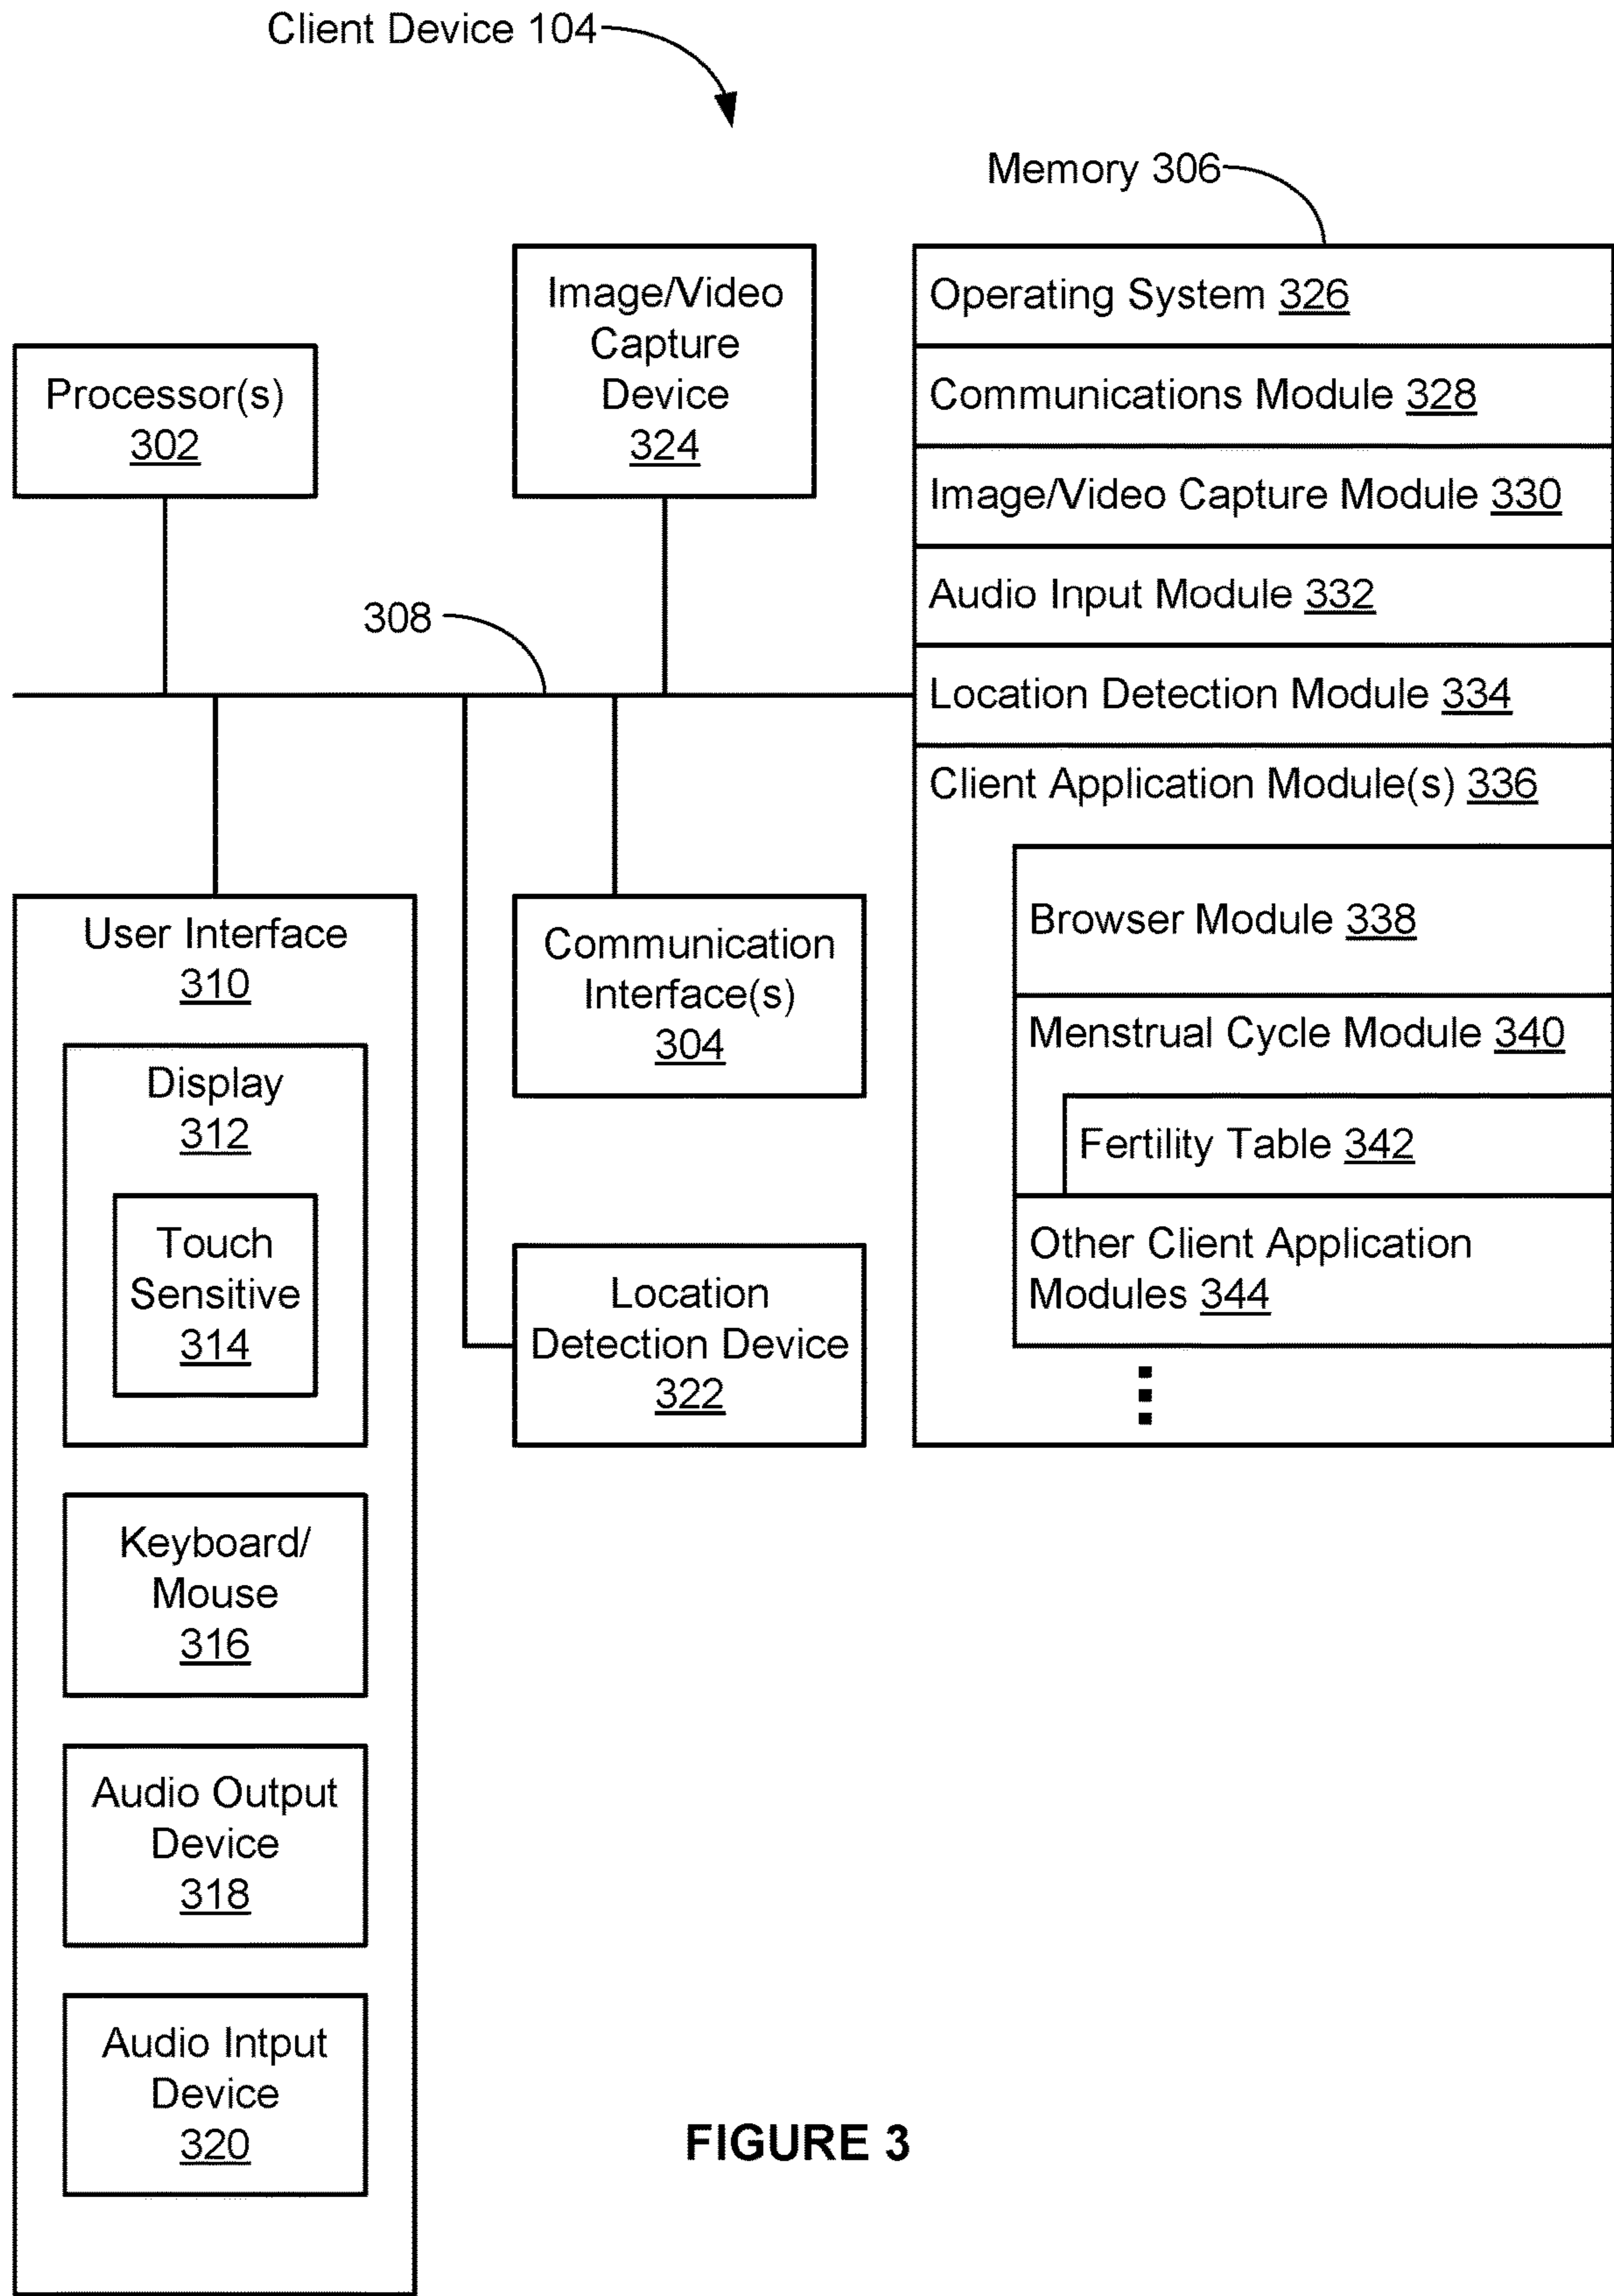 Client Device 104
Memory 306
Processor(s)
302
Image/Video
Capture
Device
324
308
User Interface
310
Display
312
Touch
Sensitive
314
Keyboard/
Mouse
316
Audio Output
Device
318
Audio Intput
Device
320
Communication
Interface(s)
304
Location
Detection Device
322
Operating System 326
Communications Module 328
Image/Video Capture Module 330
Audio Input Module 332
Location Detection Module 334
Client Application Module(s) 336
Browser Module 338
Menstrual Cycle Module 340
Fertility Table 342
Other Client Application
Modules 344
FIGURE 3